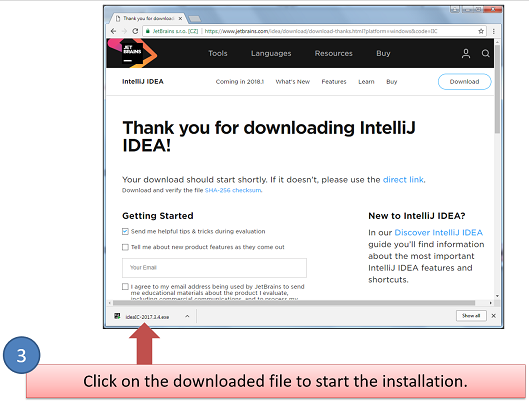 Thank you for downloa
JetBrains s.r.o. [CZ] https://www.jetbrains.com/idea/download/download-thanks.html?platform=windows&code=IIC
JET
BRAINS
Tools Languages Resources Buy
IntelliJ IDEA Coming in 2018.1 What's New Features Learn Buy Download
Thank you for downloading IntelliJ
IDEA!
Your download should start shortly. If it doesn't, please use the direct link.
Download and verify the file SHA-256 checksum.
Getting Started
Send me helpful tips & tricks during evaluation
Tell me about new product features as they come out
Your Email
I agree to my email address being used by JetBrains to send
me educational materials about the product I evaluate,
including commercial communications, and to process my
New to IntelliJ IDEA?
In our Discover IntelliJ IDEA
guide you'll find information
about the most important
IntelliJ IDEA features and
shortcuts.
ideaIC-2017.3.4.exe
Show all
3
Click on the downloaded file to start the installation.